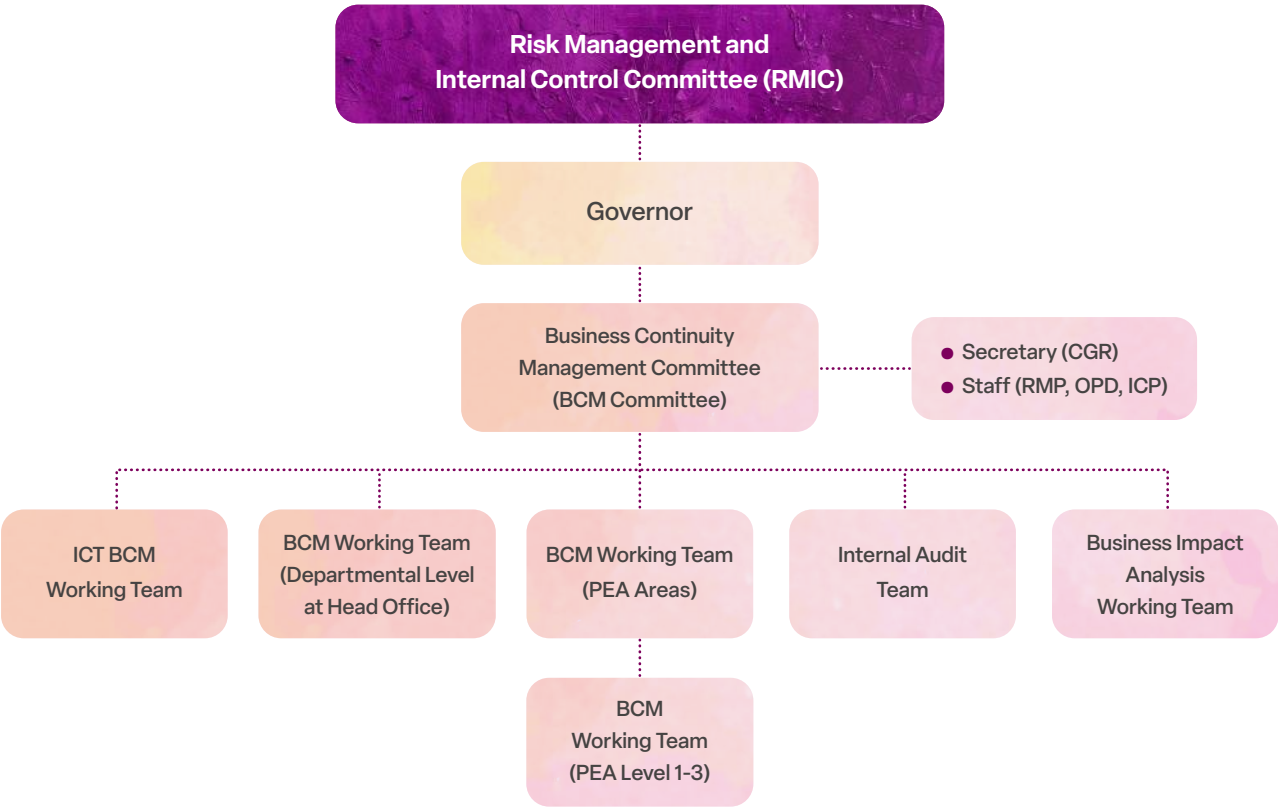 Risk Management and
Internal Control Committee (RMIC)
Governor
Business Continuity
Management Committee
(BCM Committee)
● Secretary (CGR)
● Staff (RMP, OPD, ICP)
ICT BCM
Working Team
BCM Working Team
(Departmental Level
at Head Office)
BCM Working Team
(PEA Areas)
Internal Audit
Team
Business Impact
Analysis
Working Team
BCM
Working Team
(PEA Level 1-3)